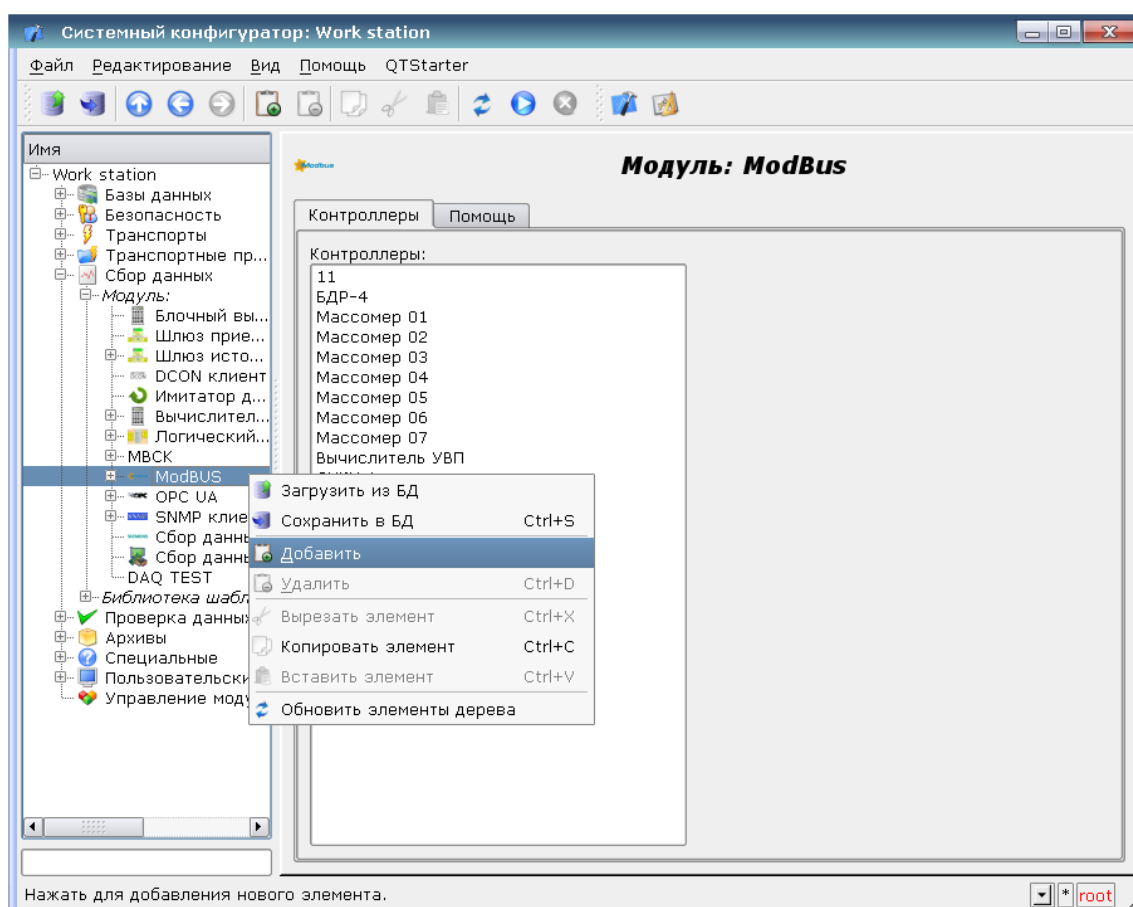 Системный конфигуратор: Work station
Файл Редактирование Вид Помощь QTStarter
Имя
Work station
Базы данных
Безопасность
Транспорты
Транспортные пр...
Сбор данных
Модуль:
Блочный вы...
Шлюз прие...
Шлюз исто...
DCON клиент
Имитатор д...
Вычислител...
Логический...
МВСК
ModBUS
OPC UA
SNMP клие
Сбор данн
Сбор данн
DAQ TEST
Библиотека шабл
Проверка данны
Архивы
Специальные
Пользовательски
Управление мод
Modbus
Модуль: ModBus
Контроллеры Помощь
Контроллеры:
11
БДР-4
Массомер 01
Массомер 02
Массомер 03
Массомер 04
Массомер 05
Массомер 06
Массомер 07
Вычислитель УВП
Загрузить из БД
Сохранить в БД Ctrl+S
Добавить
Удалить Ctrl+D
Вырезать элемент Ctrl+X
Копировать элемент Ctrl+C
Вставить элемент Ctrl+V
Обновить элементы дерева
Нажать для добавления нового элемента.
* root